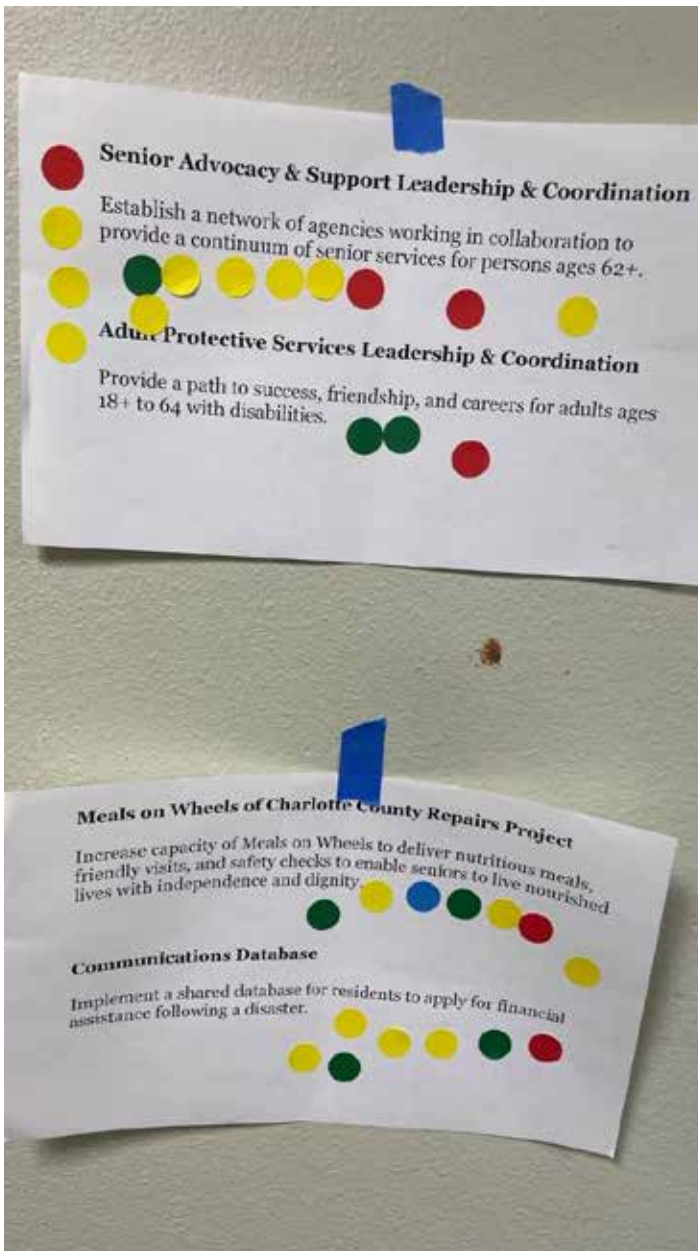 Senior Advocacy & Support Leadership & Coordination
Establish a network of agencies working in collaboration to
provide a continuum of senior services for persons ages 62+.
Adult Protective Services Leadership & Coordination
Provide a path to success, friendship, and careers for adults ages
18+ to 64 with disabilities.
Meals on Wheels of Charlotte County Repairs Project
Increase capacity of Meals on Wheels to deliver nutritious meals,
friendly visits, and safety checks to enable seniors to live nourished
lives with independence and dignity.
Communications Database
Implement a shared database for residents to apply for financial
assistance following a disaster.